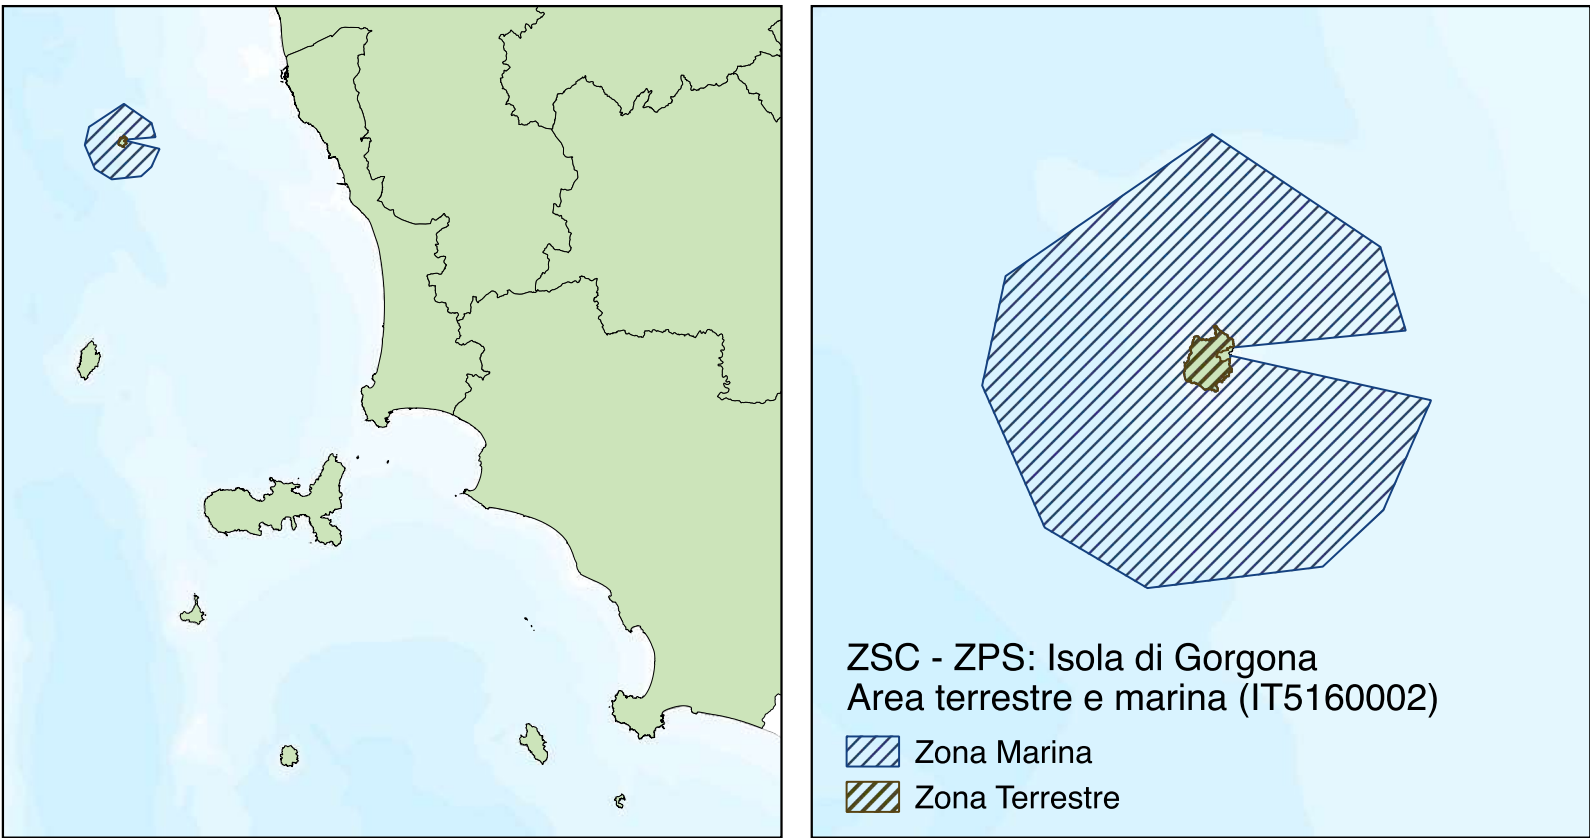 ZSC - ZPS: Isola di Gorgona
Area terrestre e marina (IT5160002)
Zona Marina
Zona Terrestre